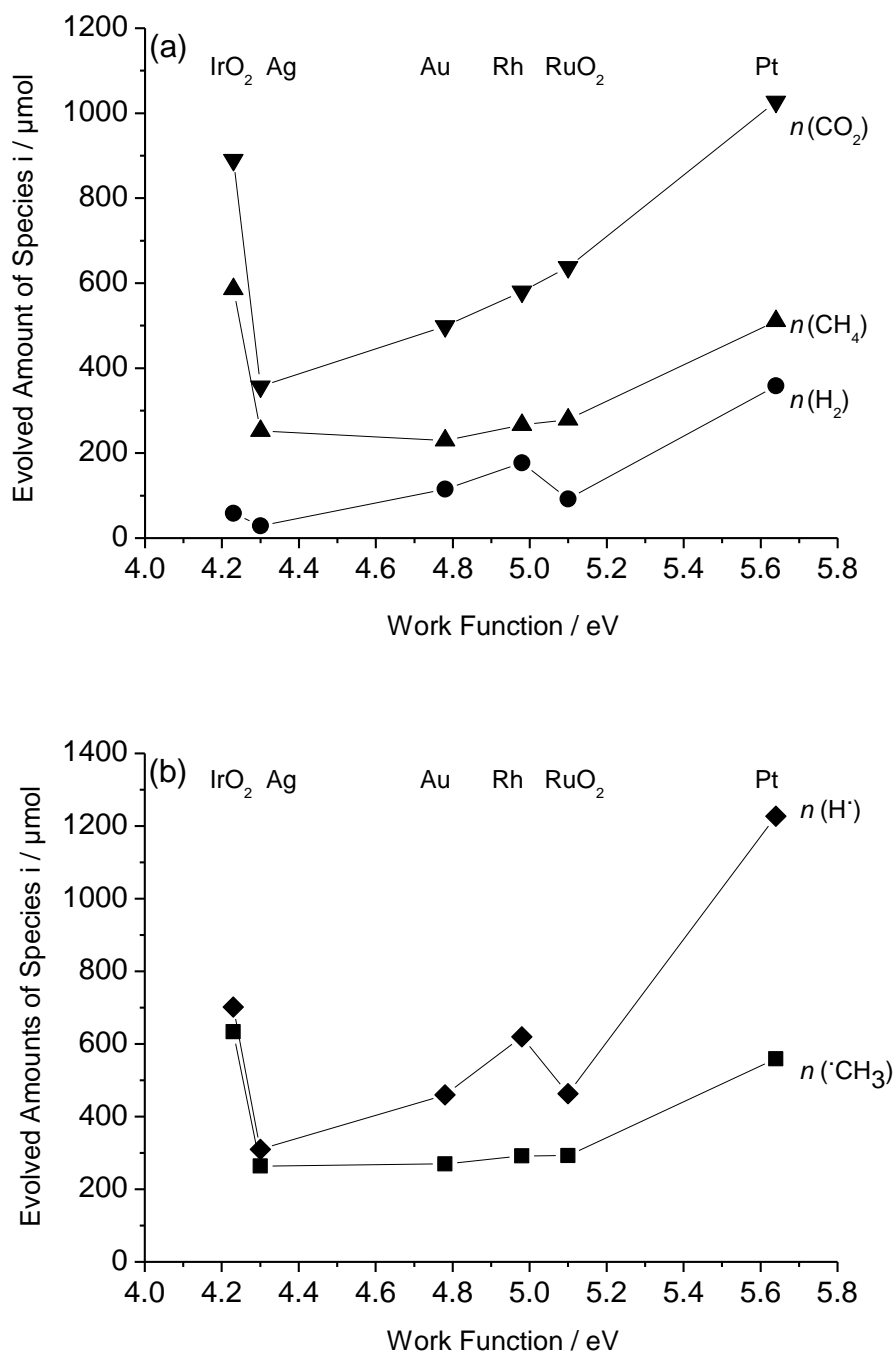 1200
(a)
IrO2 Ag Au Rh RuO2 Pt
1000
n(CO2)
800
600
n(CH4)
400
n(H2)
200
0
Evolved Amount of Species i / µmol
4.0 4.2 4.4 4.6 4.8 5.0 5.2 5.4 5.6 5.8
Work Function / eV
1400
(b)
IrO2 Ag Au Rh RuO2 Pt
1200
n(H·)
1000
800
600
n(·CH3)
400
200
0
Evolved Amounts of Species i / µmol
4.0 4.2 4.4 4.6 4.8 5.0 5.2 5.4 5.6 5.8
Work Function / eV